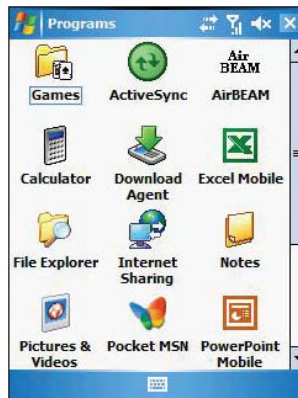 Programs
Air
BEAM
Games ActiveSync AirBEAM
Calculator Download Agent Excel Mobile
File Explorer Internet Sharing Notes
Pictures & Videos Pocket MSN PowerPoint Mobile